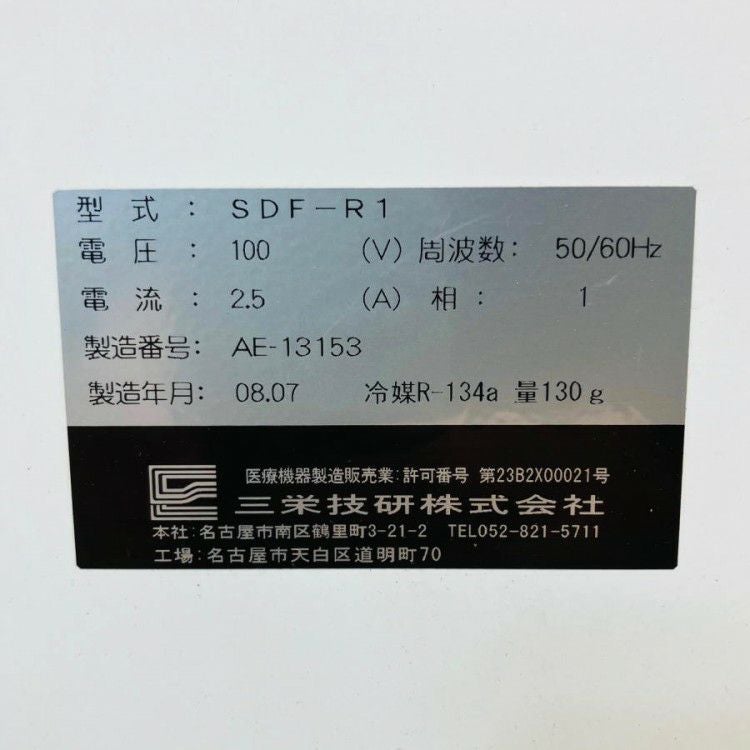 型式: SDF-R1
電圧: 100 (V) 周波数: 50/60Hz
電流: 2.5 (A) 相: 1
製造番号: AE-13153
製造年月: 08.07 冷媒R-134a 量130g
医療機器製造販売業:許可番号 第23B2X00021号
三栄技研株式会社
本社:名古屋市南区鶴里町3-21-2 TEL052-821-5711
工場:名古屋市天白区道明町70